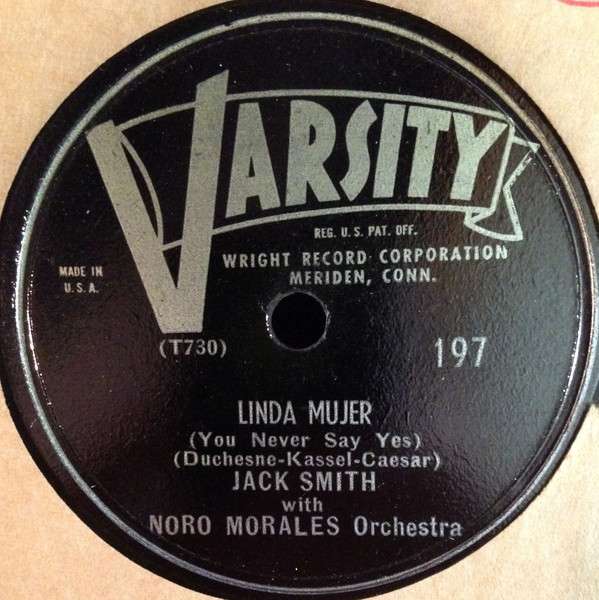 VARSITY
REG. U.S. PAT. OFF.
WRIGHT RECORD CORPORATION
MERIDEN, CONN.
MADE IN
U.S.A.
(T730)
197
LINDA MUJER
(You Never Say Yes)
(Duchesne-Kassel-Caesar)
JACK SMITH
with
NORO MORALES Orchestra